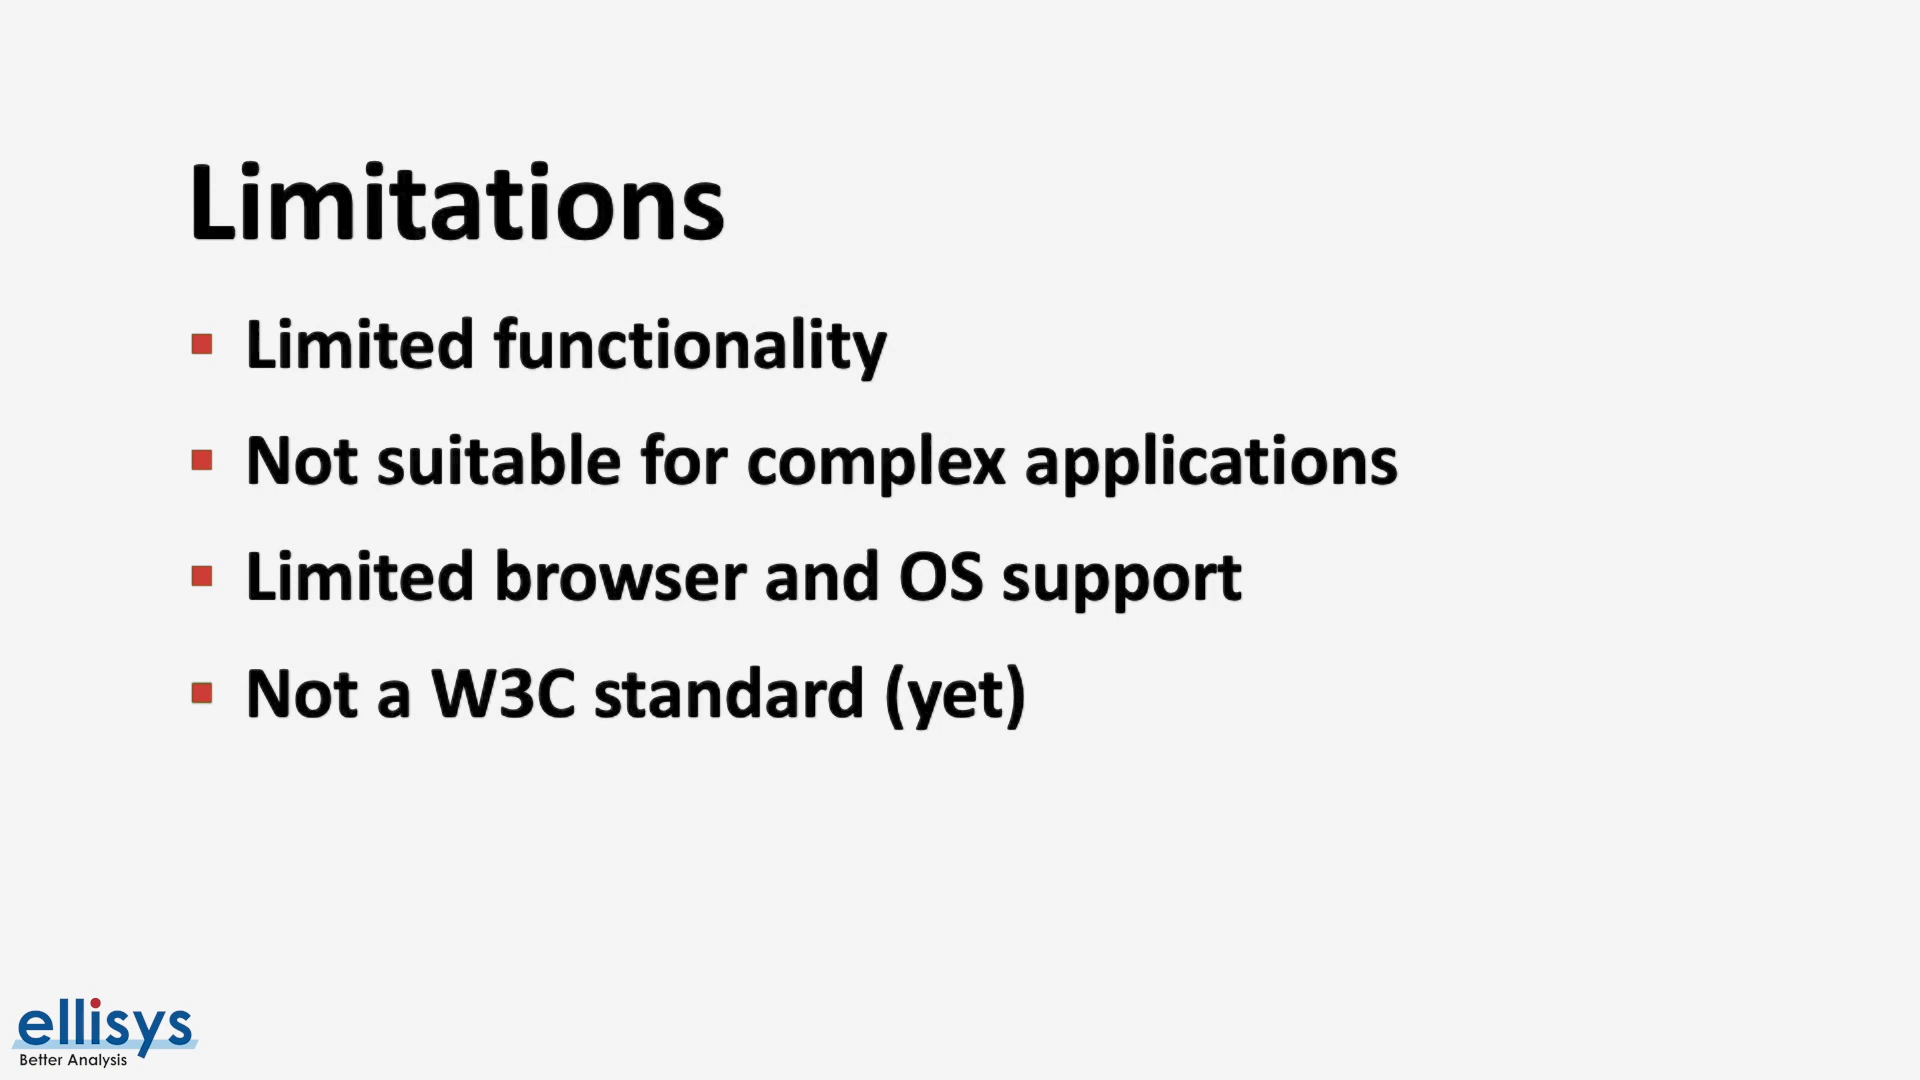 Limitations
Limited functionality
Not suitable for complex applications
Limited browser and OS support
Not a W3C standard (yet)
ellisys
Better Analysis